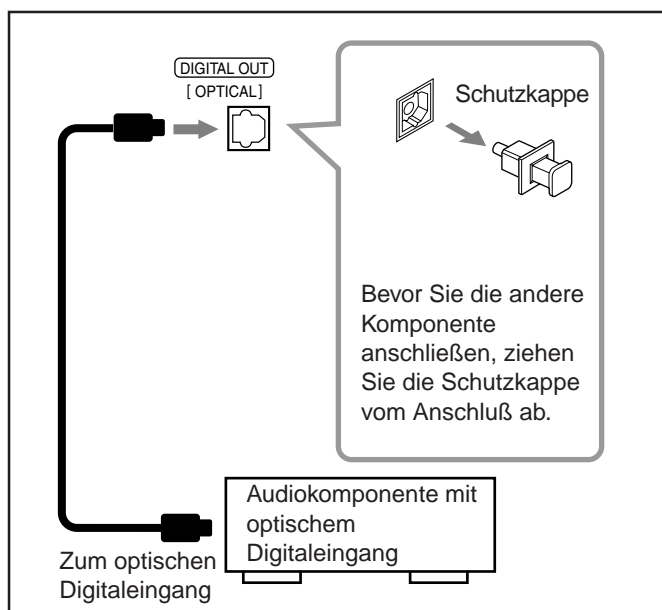 DIGITAL OUT
[ OPTICAL ]
Schutzkappe
Bevor Sie die andere
Komponente
anschließen, ziehen
Sie die Schutzkappe
vom Anschluß ab.
Audiokomponente mit
optischem
Digitaleingang
Zum optischen
Digitaleingang